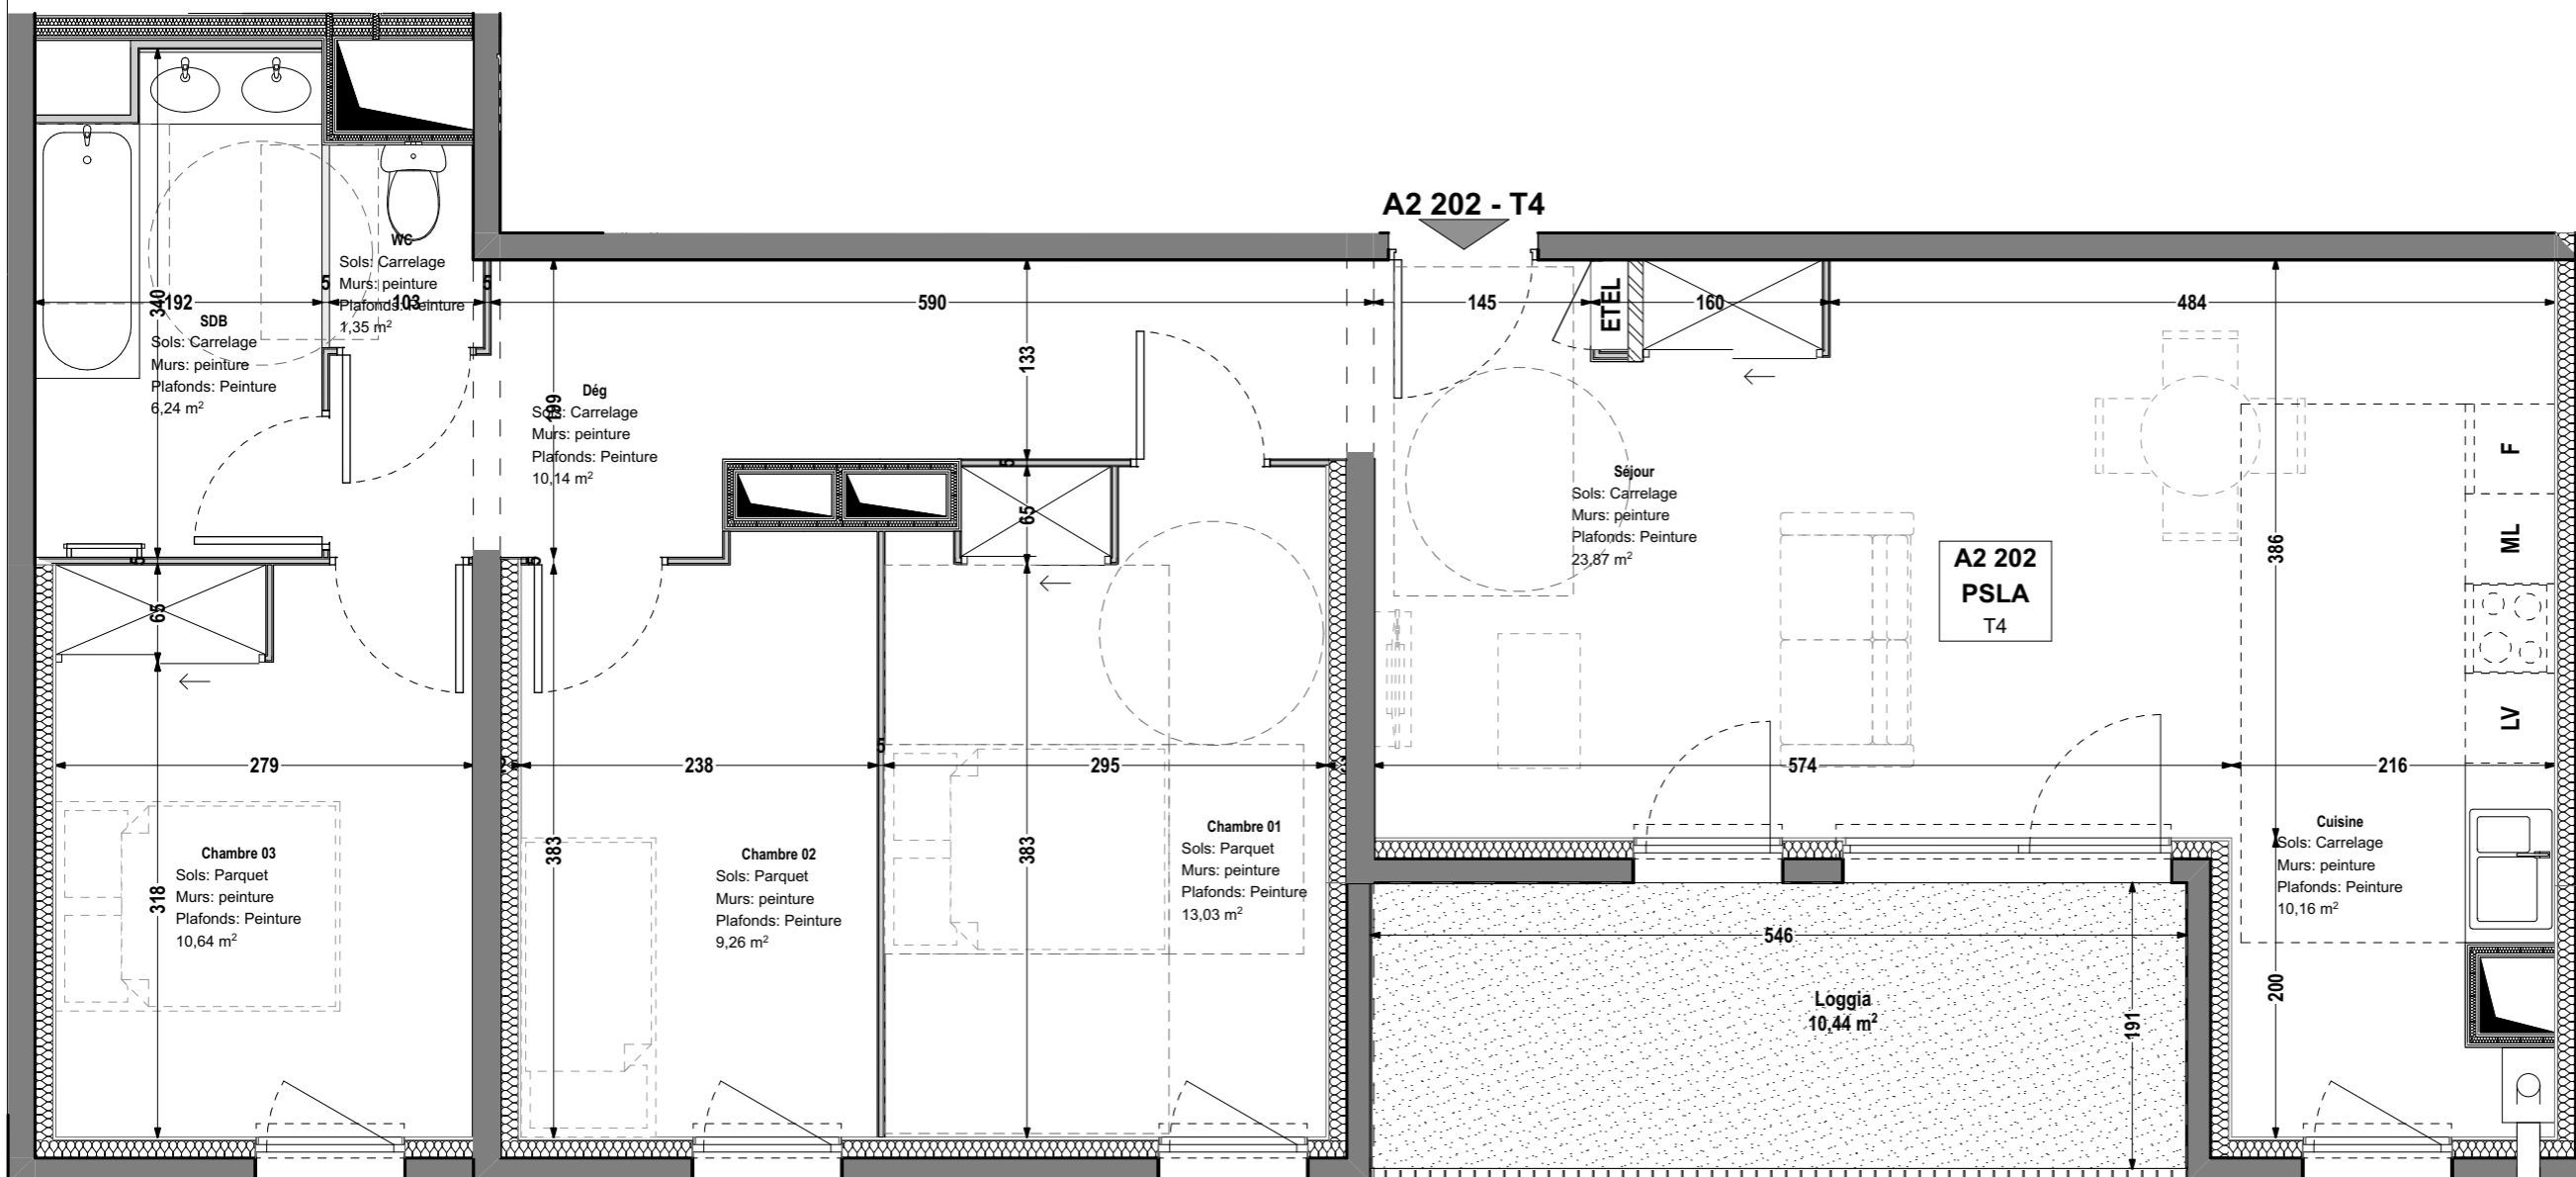 A2 202 - T4
WC
Sols: Carrelage
Murs: peinture
Plafonds: Peinture
1,35 m²
5
5
192
103
590
145
160
484
ETEL
340
SDB
Sols: Carrelage
Murs: peinture
Plafonds: Peinture
6,24 m²
133
199
Dég
Sols: Carrelage
Murs: peinture
Plafonds: Peinture
10,14 m²
5
65
Séjour
Sols: Carrelage
Murs: peinture
Plafonds: Peinture
23,87 m²
F
ML
LV
386
A2 202
PSLA
T4
5
65
5
279
238
295
574
216
Chambre 03
Sols: Parquet
Murs: peinture
Plafonds: Peinture
10,64 m²
318
383
Chambre 02
Sols: Parquet
Murs: peinture
Plafonds: Peinture
9,26 m²
383
Chambre 01
Sols: Parquet
Murs: peinture
Plafonds: Peinture
13,03 m²
Cuisine
Sols: Carrelage
Murs: peinture
Plafonds: Peinture
10,16 m²
546
Loggia
10,44 m²
191
200